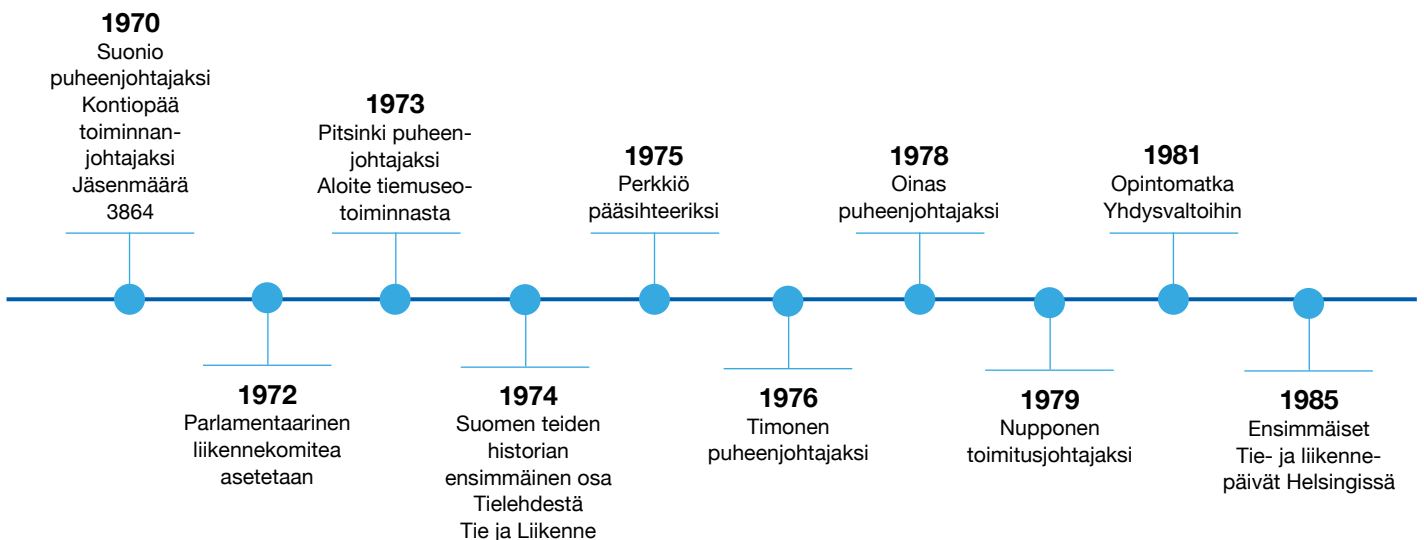 1970
Suonio
puheenjohtajaksi
Kontiopää
toiminnan-
johtajaksi
Jäsenmäärä
3864
1972
Parlamentaarinen
liikennekomitea
asetetaan
1973
Pitsinki puheen-
johtajaksi
Aloite tiemuseo-
toiminnasta
1974
Suomen teiden
historian
ensimmäinen osa
Tielehdestä
Tie ja Liikenne
1975
Perkkiö
pääsihteeriksi
1976
Timonen
puheenjohtajaksi
1978
Oinas
puheenjohtajaksi
1979
Nupponen
toimitusjohtajaksi
1981
Opintomatka
Yhdysvaltoihin
1985
Ensimmäiset
Tie- ja liikenne-
päivät Helsingissä